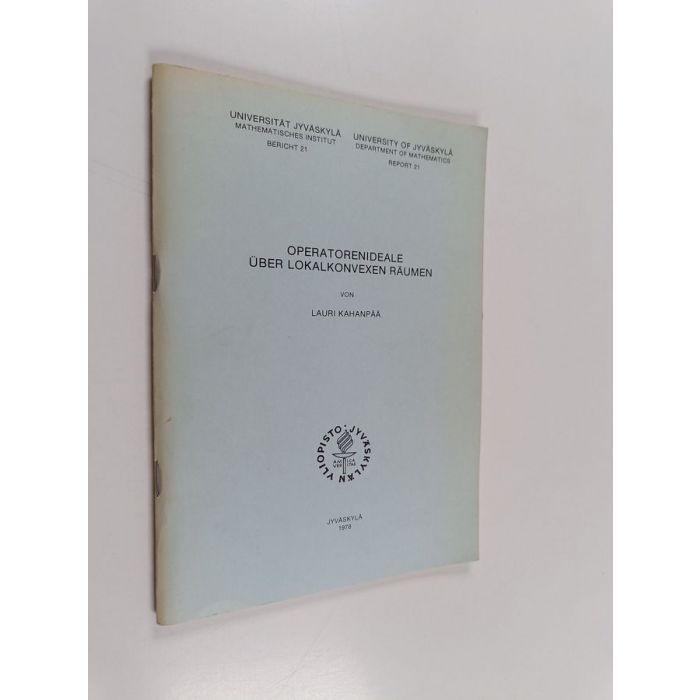 UNIVERSITÄT JYVÄSKYLÄ
MATHEMATISCHES INSTITUT
BERICHT 21
UNIVERSITY OF JYVÄSKYLÄ
DEPARTMENT OF MATHEMATICS
REPORT 21
OPERATORENIDEALE
ÜBER LOKALKONVEXEN RÄUMEN
VON
LAURI KAHANPÄÄ
JYVÄSKYLÄN YLIOPISTO
JYVÄSKYLÄ
1978